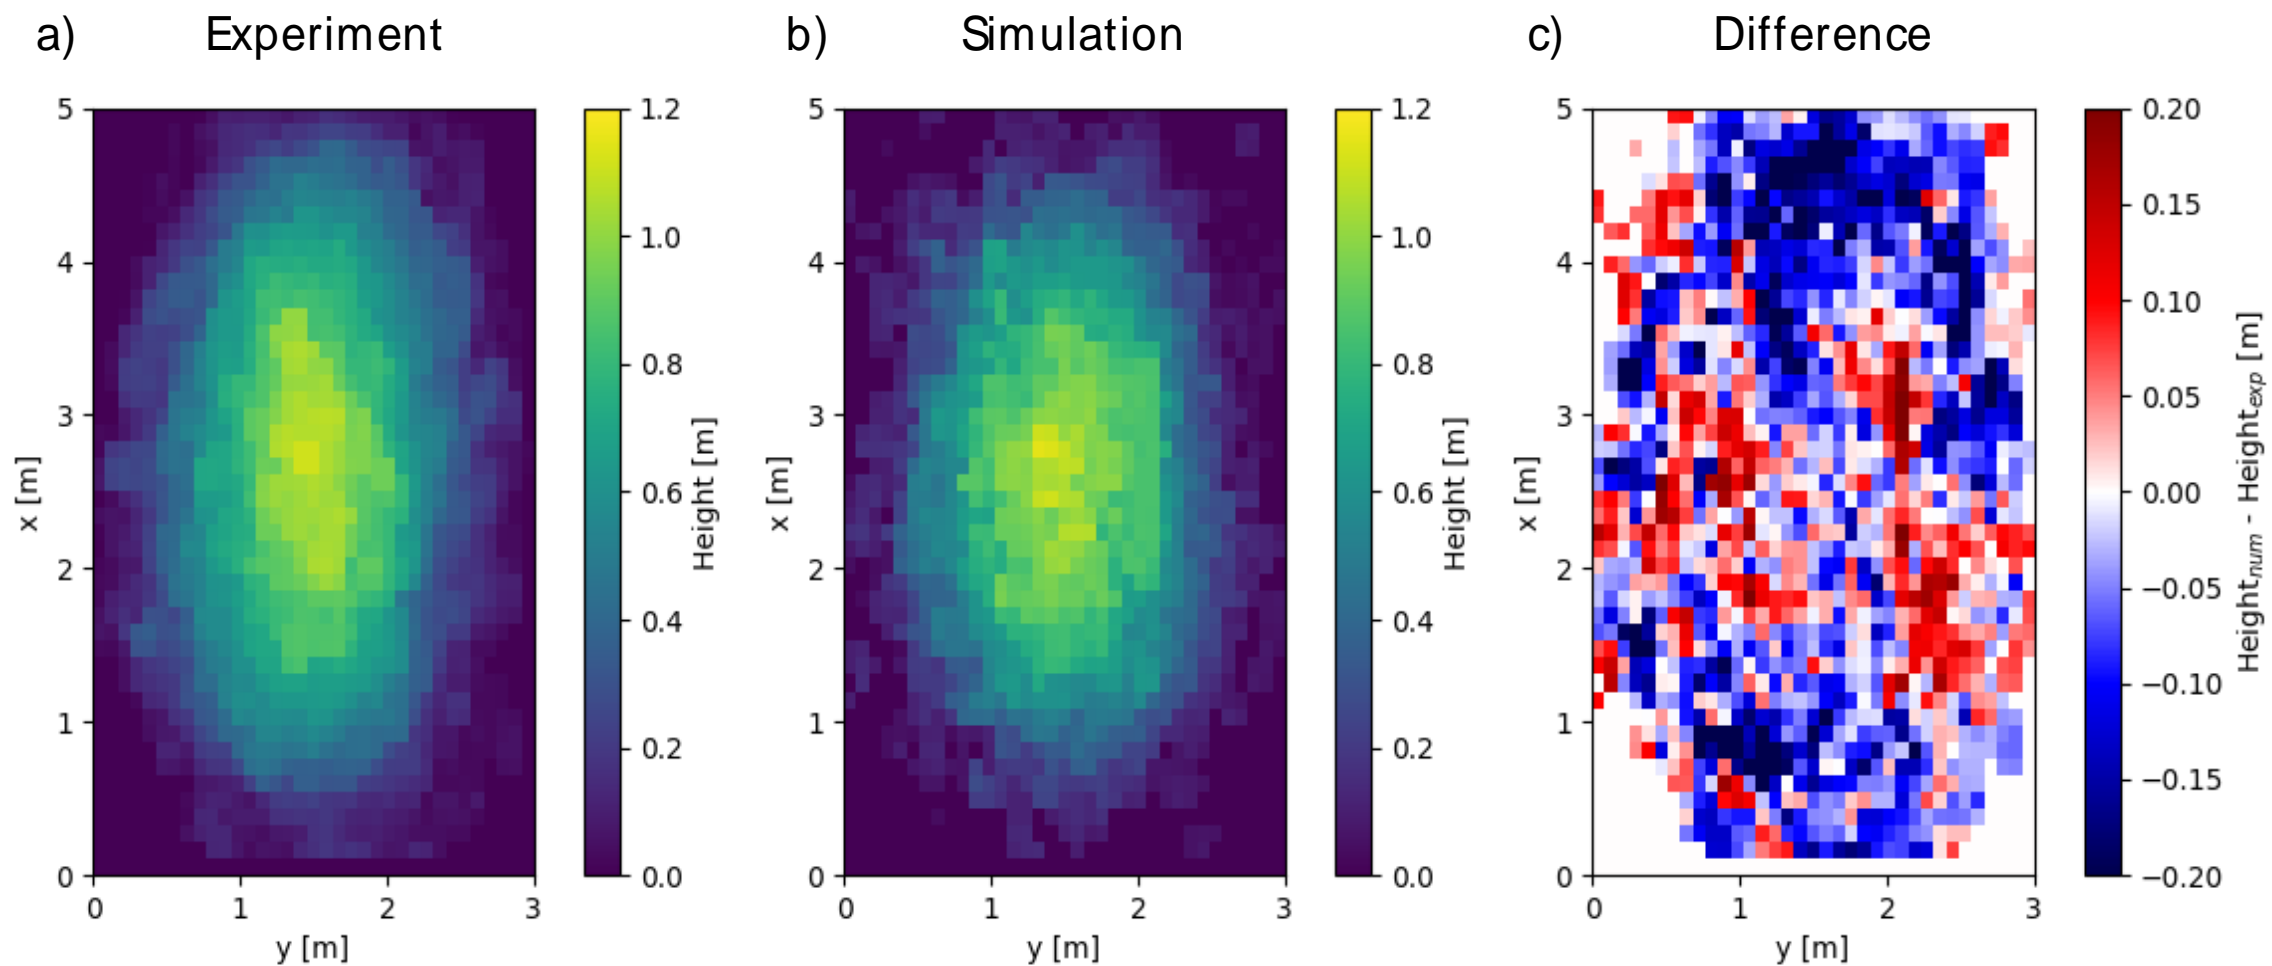 a) Experiment
b) Simulation
c) Difference
5
4
3
2
1
0
x [m]
0 1 2 3
y [m]
1.2
1.0
0.8
0.6
0.4
0.2
0.0
Height [m]
5
4
3
2
1
0
x [m]
0 1 2 3
y [m]
1.2
1.0
0.8
0.6
0.4
0.2
0.0
Height [m]
5
4
3
2
1
0
x [m]
0 1 2 3
y [m]
0.20
0.15
0.10
0.05
0.00
−0.05
−0.10
−0.15
−0.20
Height_num - Height_exp [m]